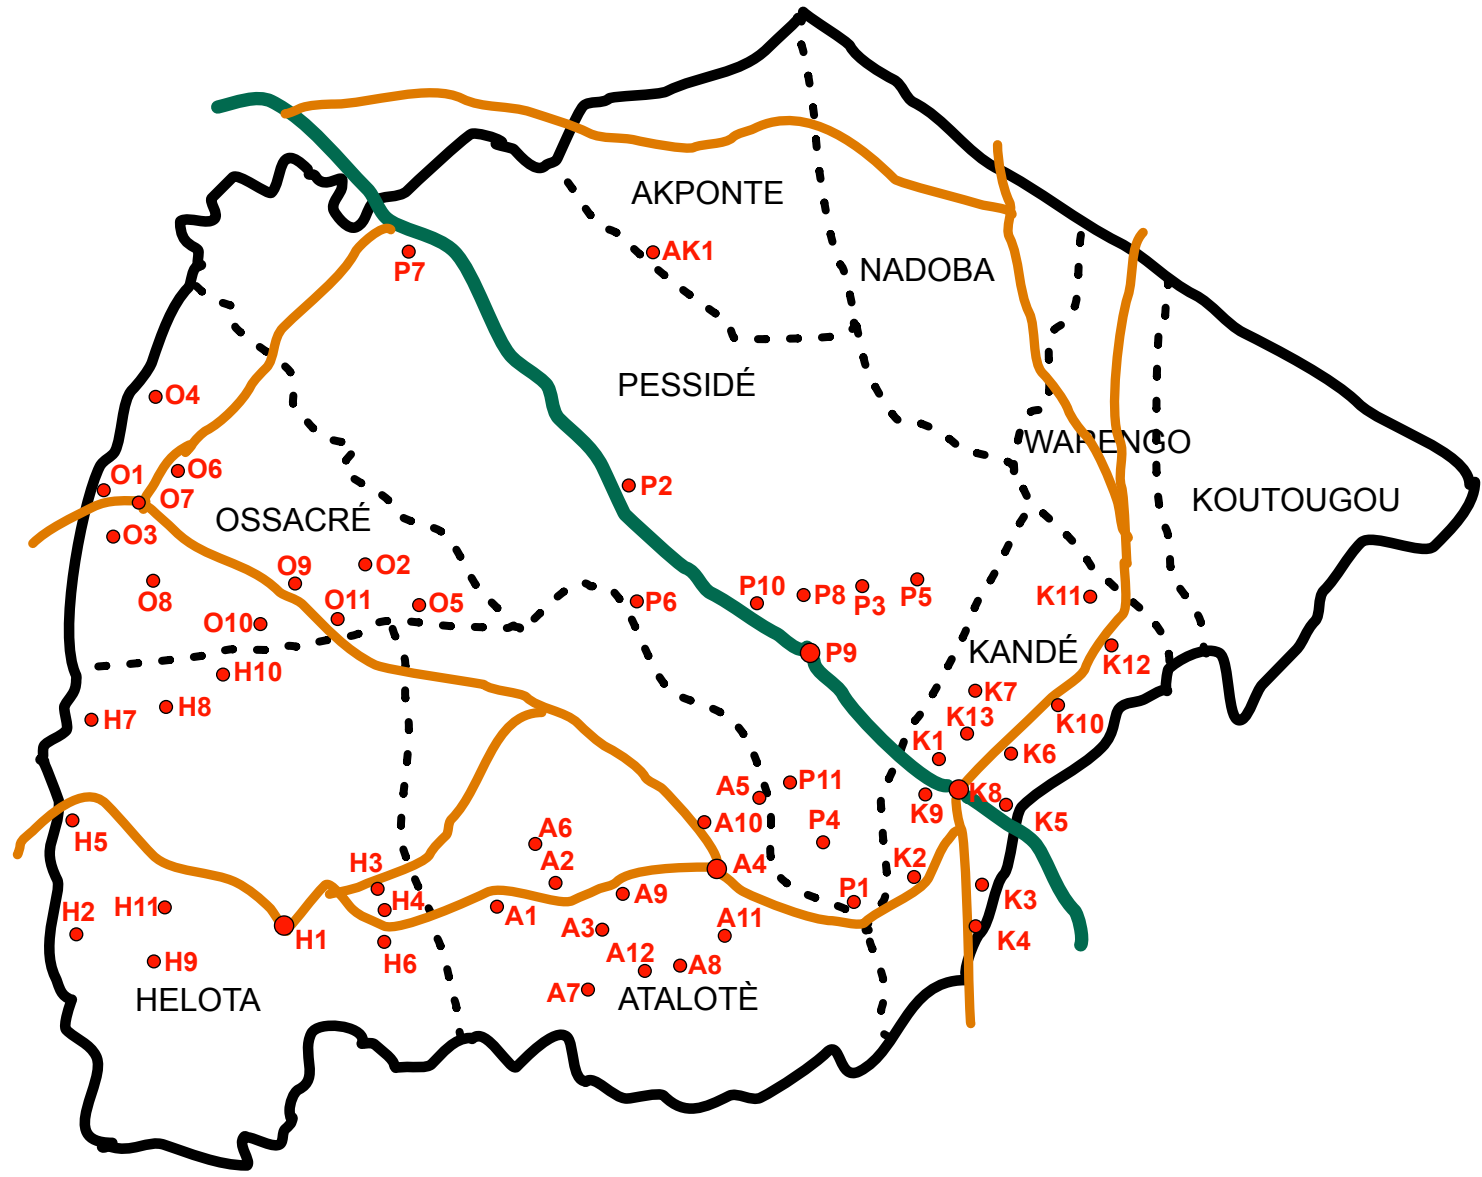 AKPONTE
AK1
P7
NADOBA
PESSIDÉ
O4
WARENGO
O6
O1
O7
P2
KOUTOUGOU
OSSACRÉ
O3
O2
O9
O8
O5
O11
O10
P10
P8
P3
P5
P6
K11
KANDÉ
P9
K12
H10
K7
H8
H7
K13
K10
K1
K6
P11
A5
K8
K9
K5
P4
A10
A6
H5
A2
H3
A4
K2
P1
H4
A9
K3
H2
H11
A1
A3
A11
H1
K4
A12
H6
H9
A8
A7
HELOTA
ATALOTÈ